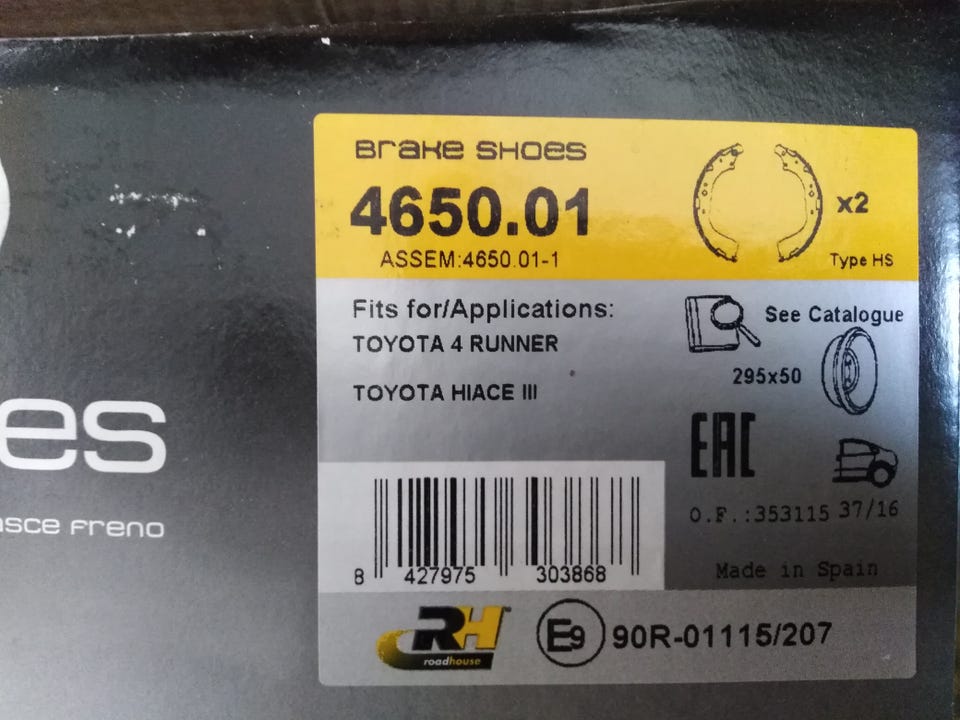 Brake shoes
4650.01
ASSEM:4650.01-1
x2
Type HS
Fits for/Applications:
TOYOTA 4 RUNNER
TOYOTA HIACE III
See Catalogue
295x50
EAC
O.F.:353115 37/16
Made in Spain
8 427975 303868
RH
roadhouse
E9 90R-01115/207
es
asce freno